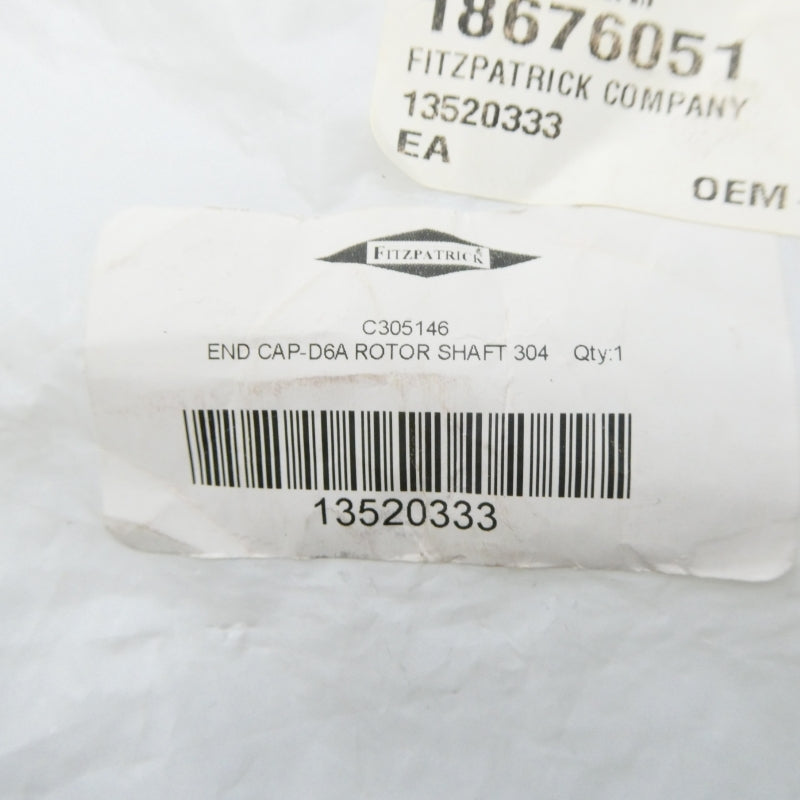 18676051
FITZPATRICK COMPANY
13520333
EA
OEM
FITZPATRICK
C305146
END CAP-D6A ROTOR SHAFT 304 Qty:1
13520333